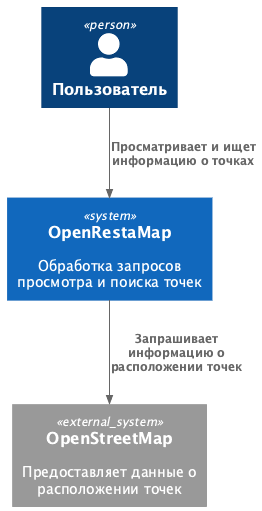 «person»
Пользователь
Просматривает и ищет
информацию о точках
«system»
OpenRestaMap
Обработка запросов
просмотра и поиска точек
Запрашивает
информацию о
расположении точек
«external_system»
OpenStreetMap
Предоставляет данные о
расположении точек